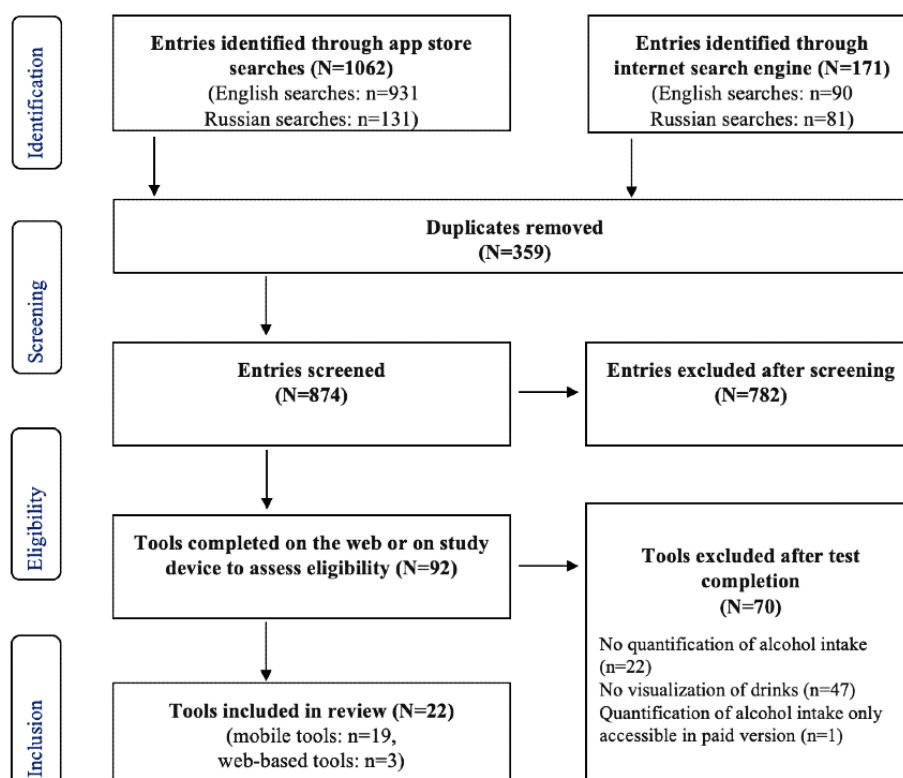 Identification
Entries identified through app store
searches (N=1062)
(English searches: n=931
Russian searches: n=131)
Entries identified through
internet search engine (N=171)
(English searches: n=90
Russian searches: n=81)
Screening
Duplicates removed
(N=359)
Entries screened
(N=874)
Entries excluded after screening
(N=782)
Eligibility
Tools completed on the web or on study
device to assess eligibility (N=92)
Tools excluded after test
completion
(N=70)
No quantification of alcohol intake
(n=22)
No visualization of drinks (n=47)
Quantification of alcohol intake only
accessible in paid version (n=1)
Inclusion
Tools included in review (N=22)
(mobile tools: n=19,
web-based tools: n=3)